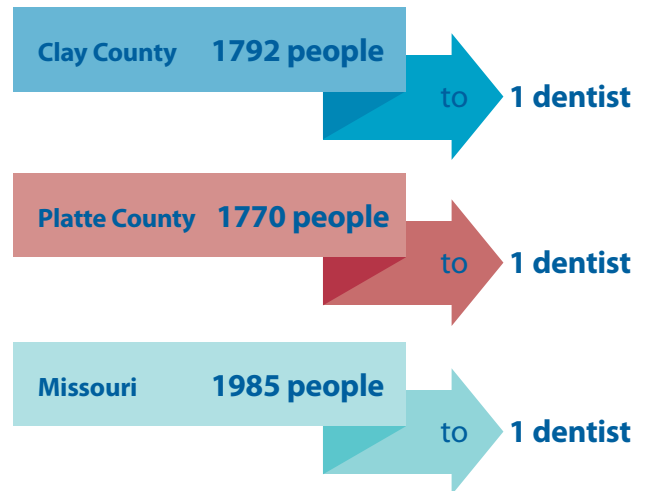 Clay County 1792 people
to 1 dentist
Platte County 1770 people
to 1 dentist
Missouri 1985 people
to 1 dentist